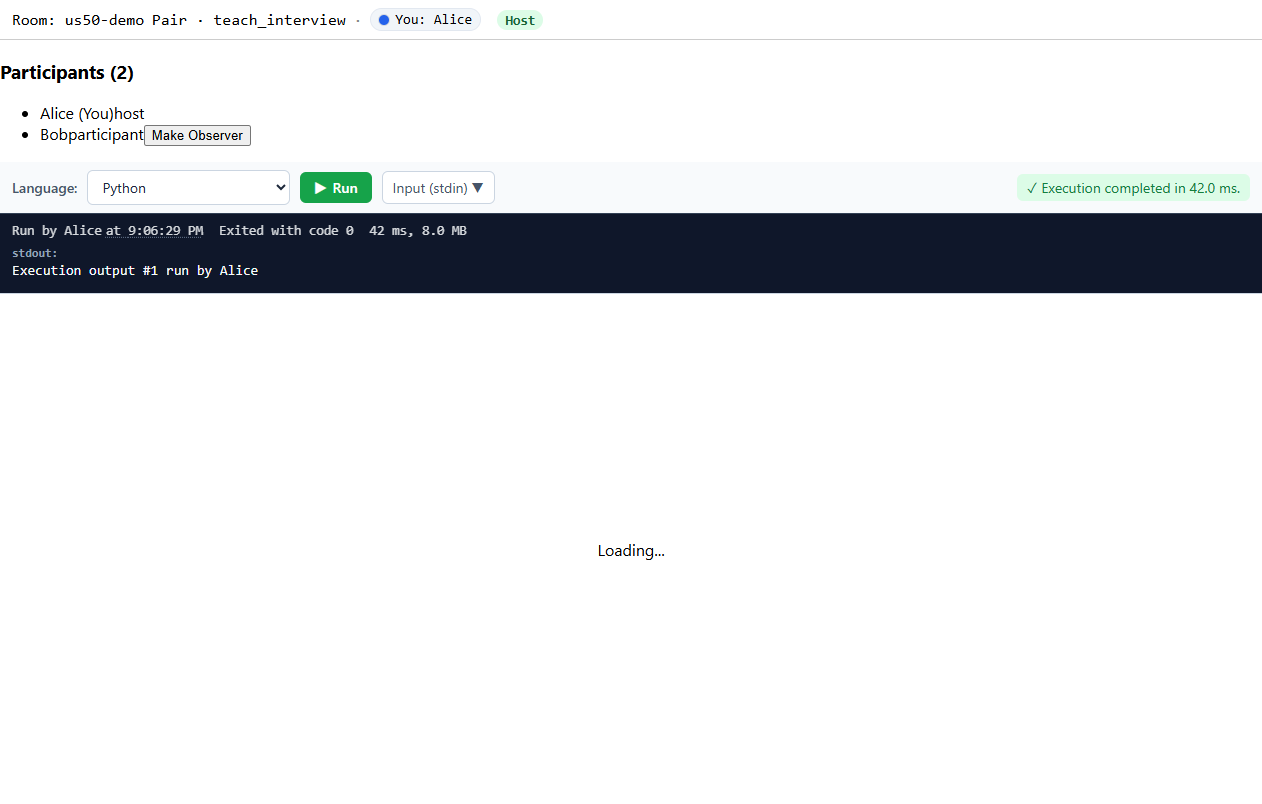 Room: us50-demo Pair · teach_interview · You: Alice Host
Participants (2)
Alice (You)host
Bobparticipant Make Observer
Language: Python ▶ Run Input (stdin) ▼ ✓ Execution completed in 42.0 ms.
Run by Alice at 9:06:29 PM Exited with code 0 42 ms, 8.0 MB
stdout:
Execution output #1 run by Alice
Loading...